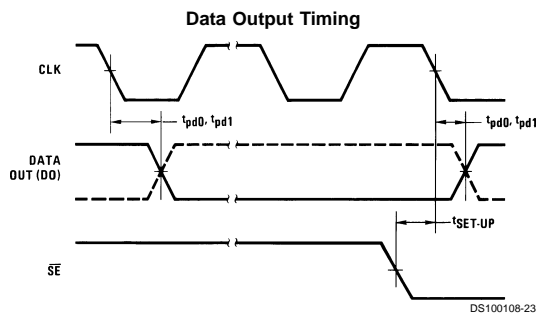 Data Output Timing
CLK
tpd0, tpd1
tpd0, tpd1
DATA
OUT (DO)
tSET-UP
SE
DS100108-23